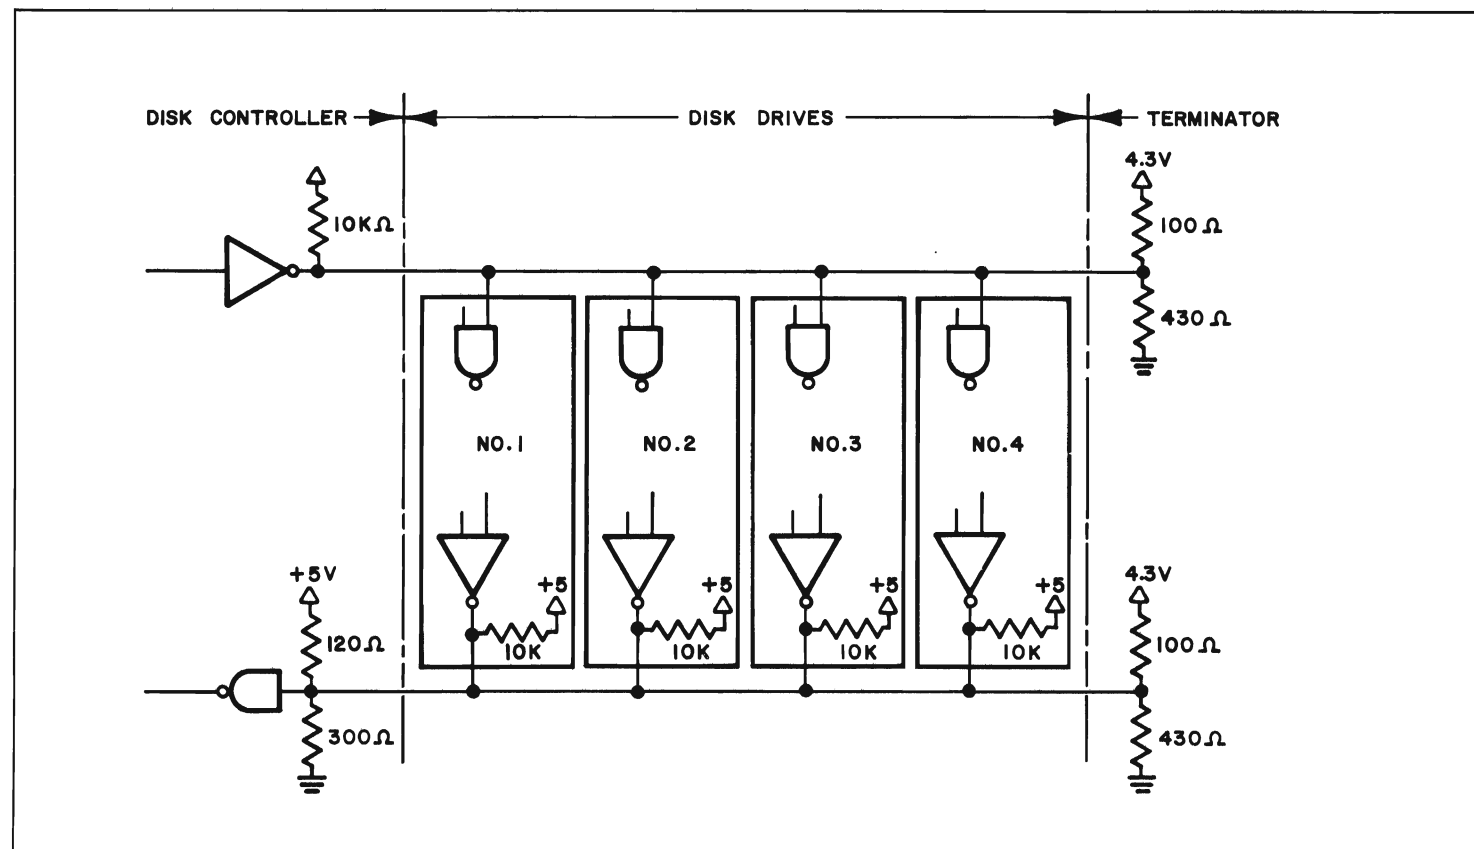 DISK CONTROLLER
DISK DRIVES
TERMINATOR
4.3V
10KΩ
100Ω
430Ω
NO.1
NO.2
NO.3
NO.4
+5V
+5
+5
+5
+5
4.3V
120Ω
10K
10K
10K
10K
100Ω
300Ω
430Ω